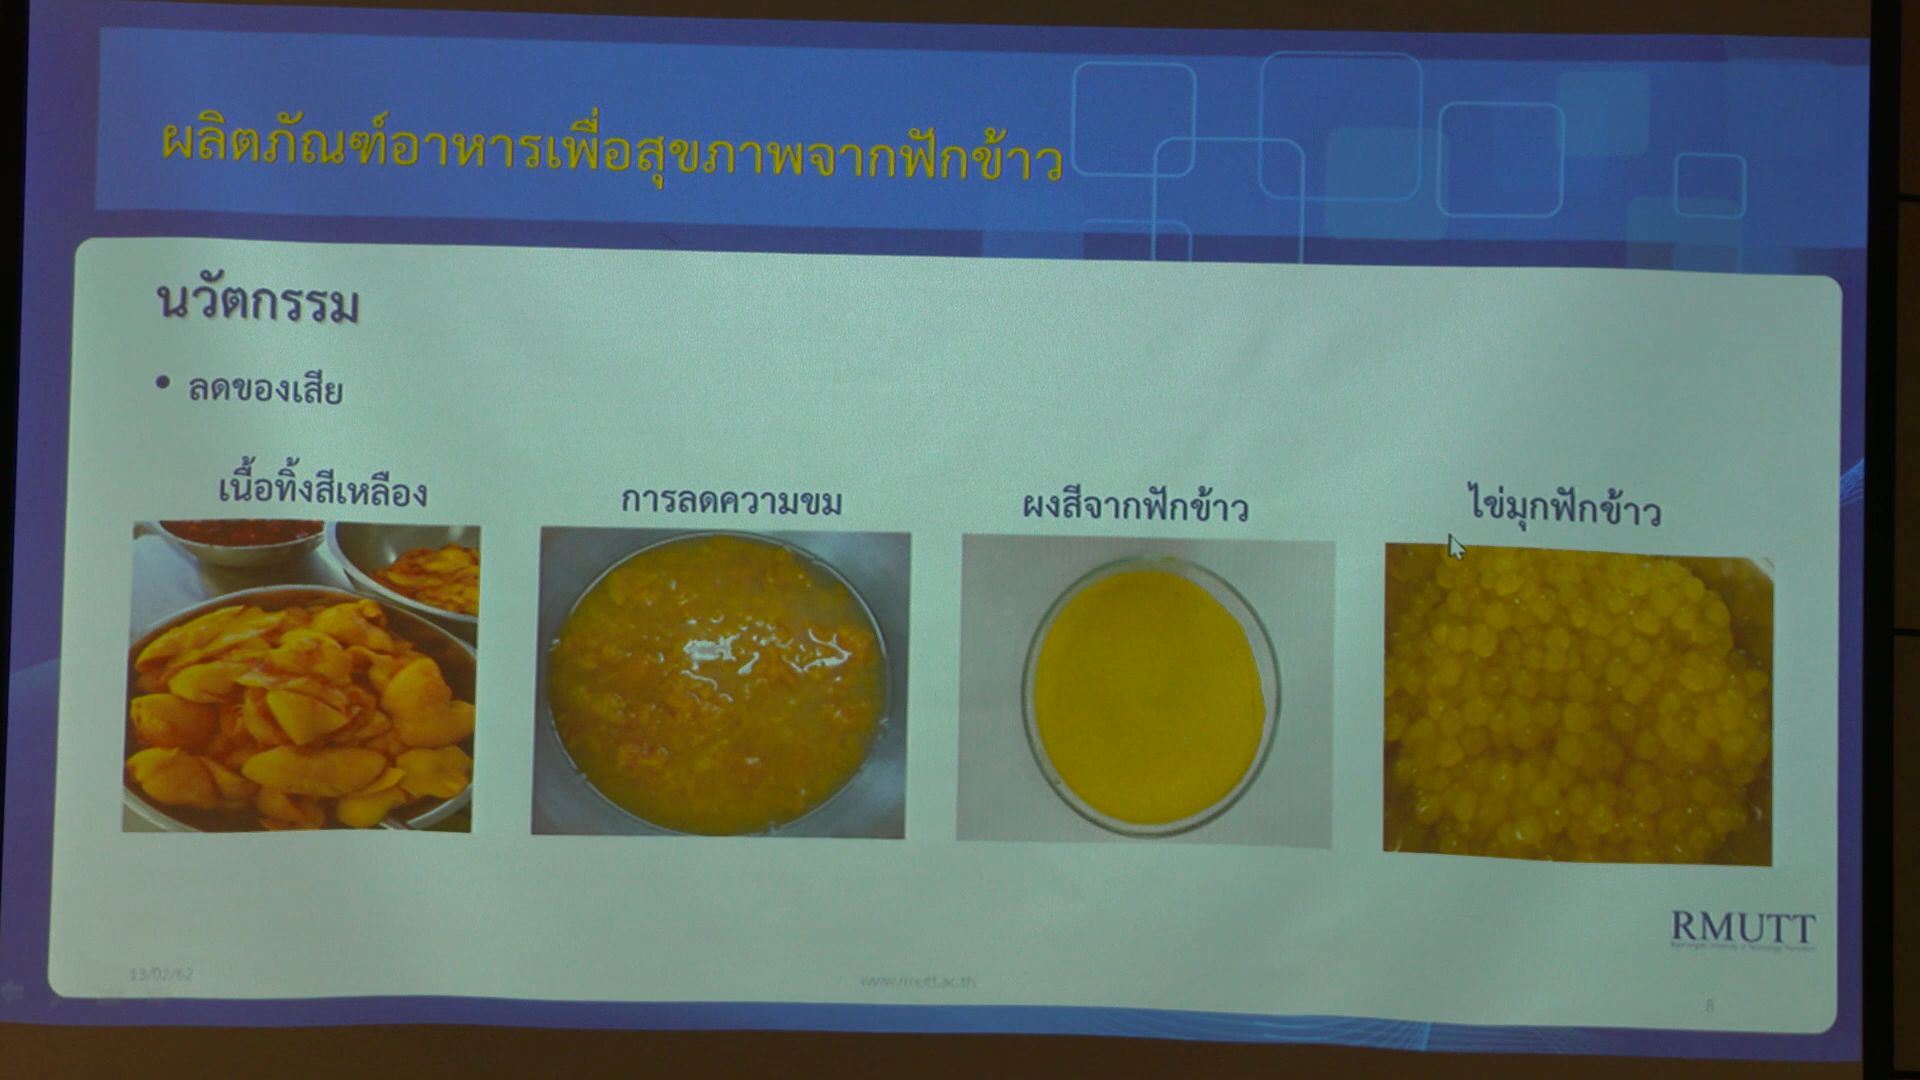 ผลิตภัณฑ์อาหารเพื่อสุขภาพจากฟักข้าว
นวัตกรรม
• ลดของเสีย
เนื้อทิ้งสีเหลือง
การลดความขม
ผงสีจากฟักข้าว
ไข่มุกฟักข้าว
RMUTT
13/02/62
www.rmutt.ac.th
8